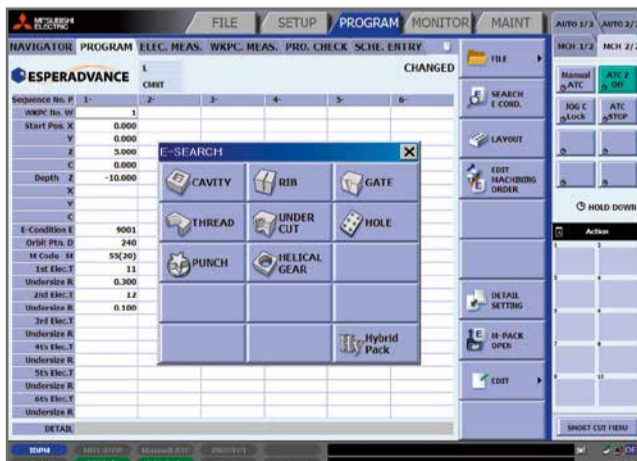 MITSUBISHI ELECTRIC
FILE SETUP PROGRAM MONITOR MAINT
AUTO 1/2 AUTO 2/2
NAVIGATOR PROGRAM ELEC. MEAS. WKPC. MEAS. PRO. CHECK SCHE. ENTRY
MCH 1/2 MCH 2/2
ESPERADVANCE
L
CMNT
CHANGED
FILE
Manual ATC
ATC Z Off
Sequence No. P 1- 2- 3- 4- 5- 6-
SEARCH E COND.
JOG C Lock
ATC STOP
WKPC No. W 1
Start Pos. X 0.000
Y 0.000
Z 5.000
C 0.000
Depth Z -10.000
X
Y
C
E-Condition E 9001
Orbit Ptn. D 240
M Code M 55(20)
1st Elec.T 11
Undersize R 0.300
2nd Elec.T 12
Undersize R 0.100
3rd Elec.T
Undersize R
4th Elec.T
Undersize R
5th Elec.T
Undersize R
6th Elec.T
Undersize R
DETAIL
E-SEARCH
CAVITY RIB GATE
THREAD UNDER CUT HOLE
PUNCH HELICAL GEAR
Hybrid Pack
LAYOUT
EDIT MACHINING ORDER
DETAIL SETTING
M-PACK OPEN
EDIT
HOLD DOWN
Action
SHORT CUT MENU
IDPM Manual ATC PROTECT